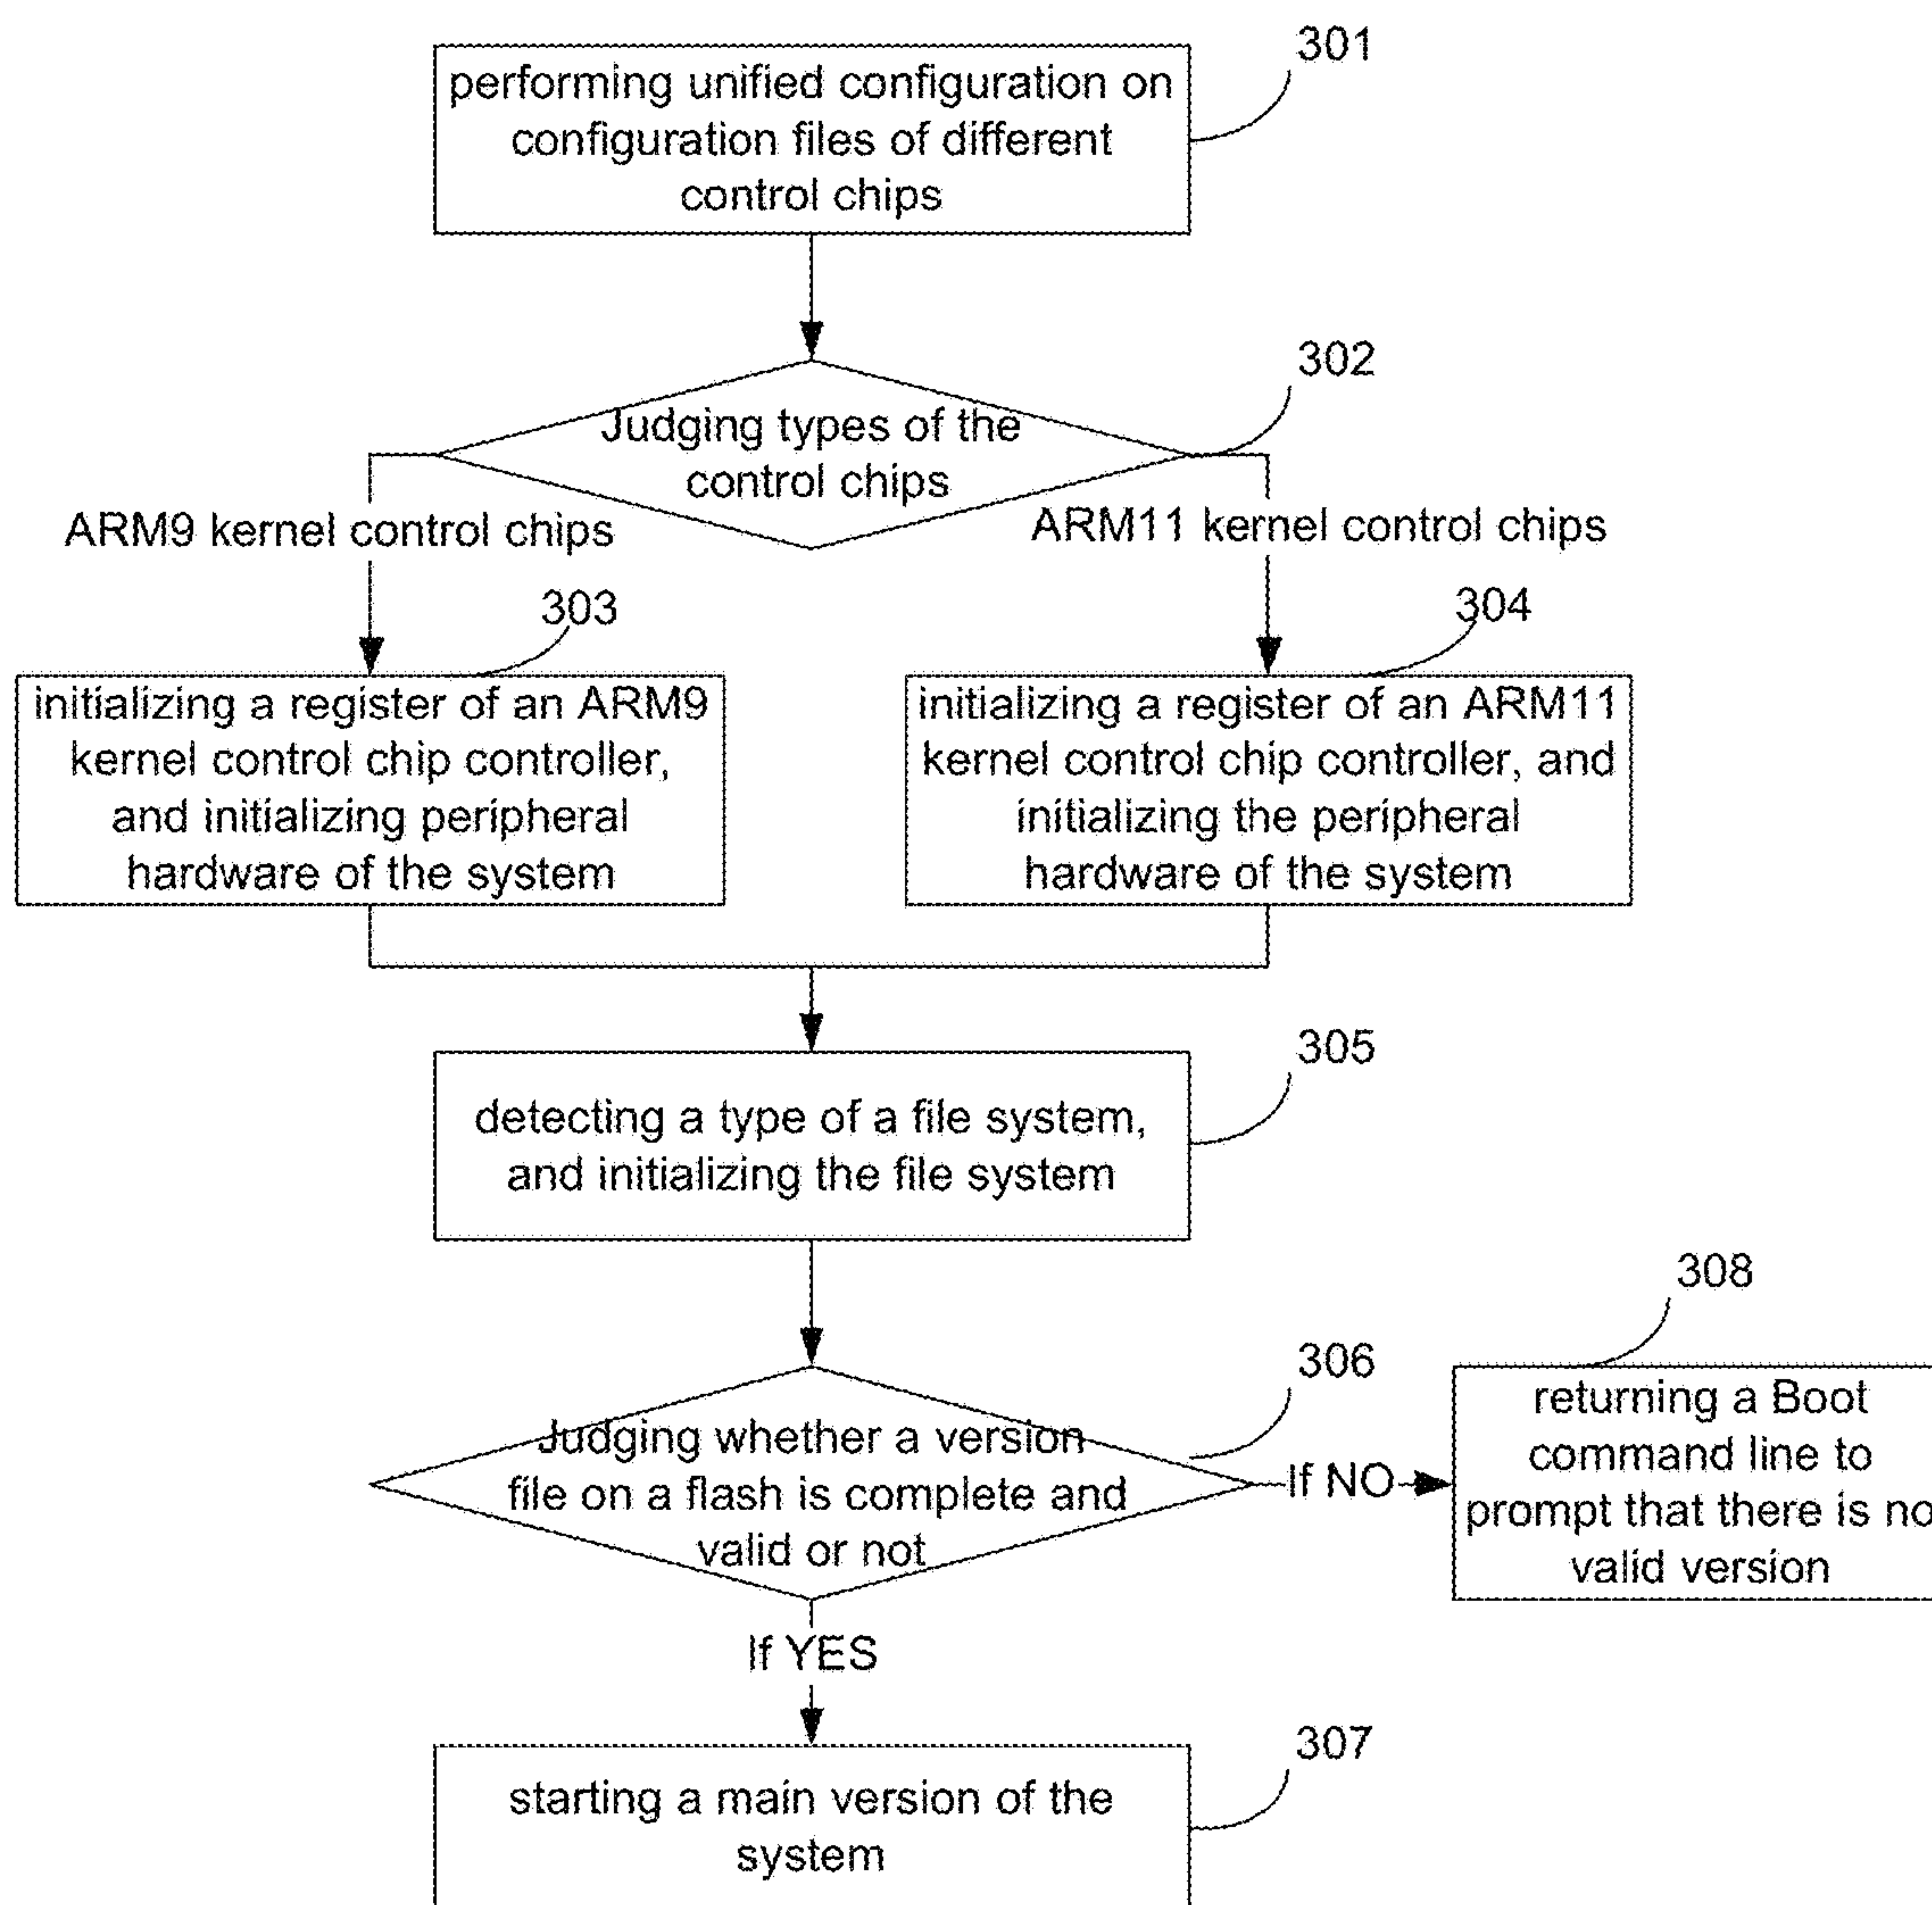 301
performing unified configuration on
configuration files of different
control chips
302
Judging types of the
control chips
ARM9 kernel control chips
ARM11 kernel control chips
303
304
initializing a register of an ARM9
kernel control chip controller,
and initializing peripheral
hardware of the system
initializing a register of an ARM11
kernel control chip controller, and
initializing the peripheral
hardware of the system
305
detecting a type of a file system,
and initializing the file system
308
306
Judging whether a version
file on a flash is complete and
valid or not
If NO
returning a Boot
command line to
prompt that there is no
valid version
If YES
307
starting a main version of the
system